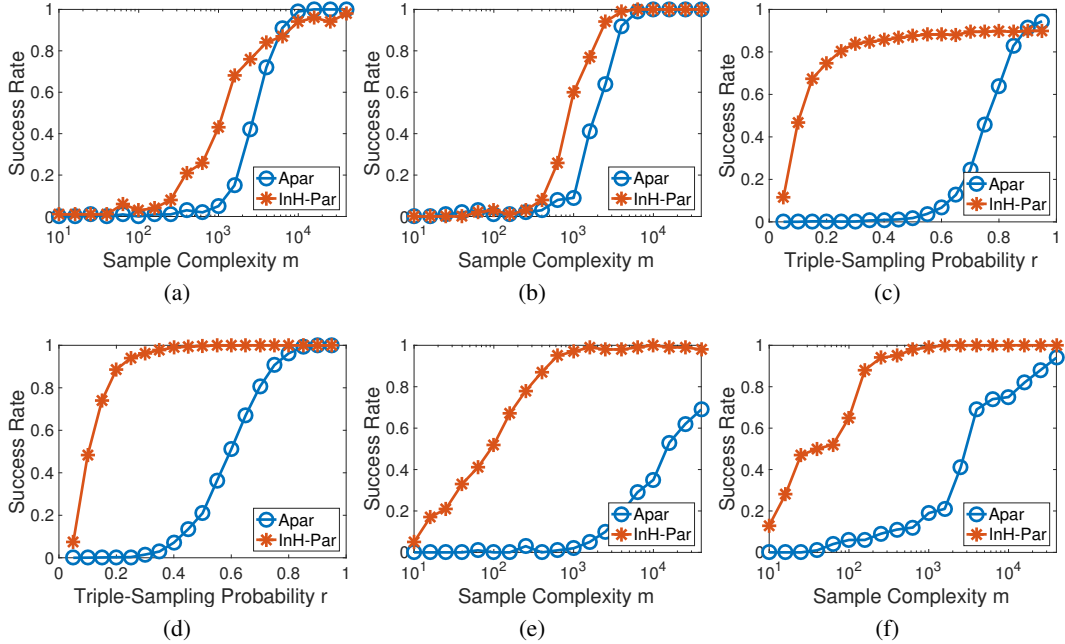 Success Rate
1
0.8
0.6
0.4
0.2
0
10^1
10^2
10^3
10^4
Apar
InH-Par
Sample Complexity m
(a)
Success Rate
1
0.8
0.6
0.4
0.2
0
10^1
10^2
10^3
10^4
Apar
InH-Par
Sample Complexity m
(b)
Success Rate
1
0.8
0.6
0.4
0.2
0
0 0.2 0.4 0.6 0.8 1
Apar
InH-Par
Triple-Sampling Probability r
(c)
Success Rate
1
0.8
0.6
0.4
0.2
0
0 0.2 0.4 0.6 0.8 1
Apar
InH-Par
Triple-Sampling Probability r
(d)
Success Rate
1
0.8
0.6
0.4
0.2
0
10^1
10^2
10^3
10^4
Apar
InH-Par
Sample Complexity m
(e)
Success Rate
1
0.8
0.6
0.4
0.2
0
10^1
10^2
10^3
10^4
Apar
InH-Par
Sample Complexity m
(f)